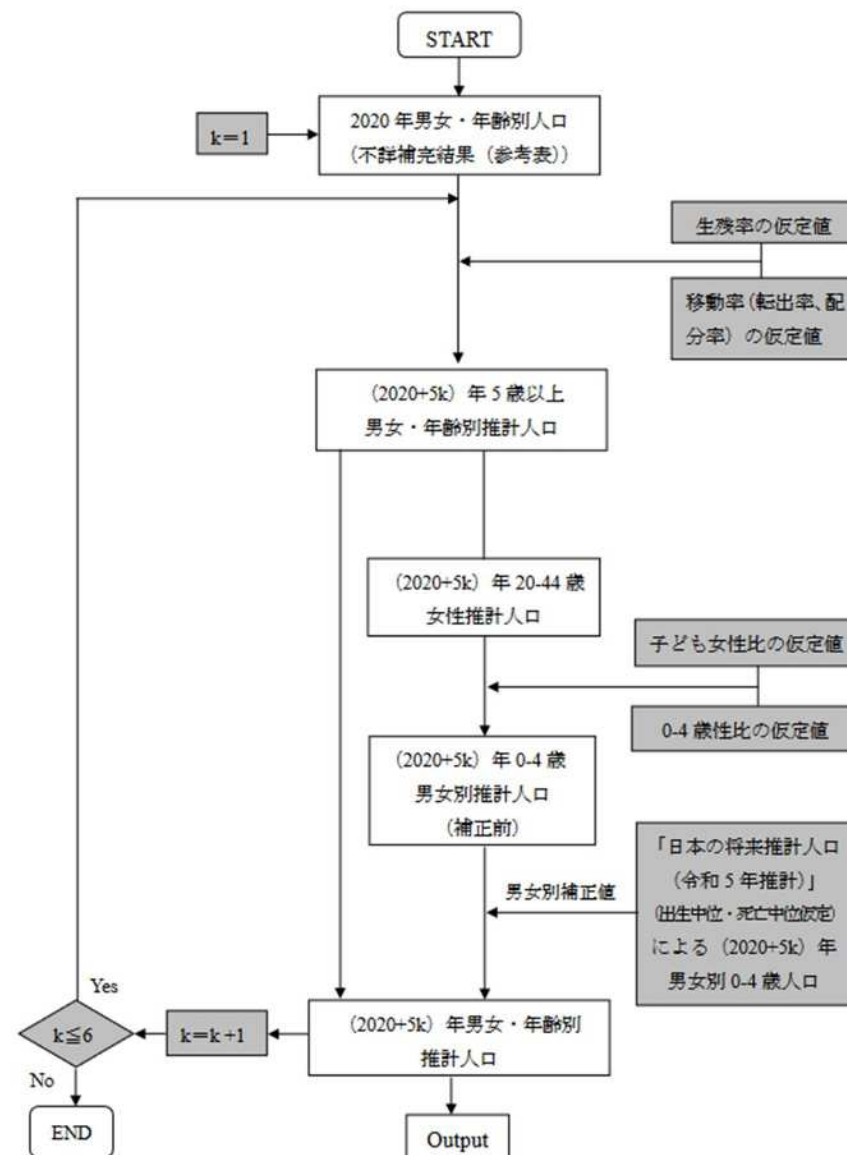 START
k=1
2020年男女・年齢別人口
(不詳補完結果(参考表))
生残率の仮定値
移動率(転出率、配
分率)の仮定値
(2020+5k)年5歳以上
男女・年齢別推計人口
(2020+5k)年20-44歳
女性推計人口
子ども女性比の仮定値
0-4歳性比の仮定値
(2020+5k)年0-4歳
男女別推計人口
(補正前)
「日本の将来推計人口
(令和5年推計)」
(出生中位・死亡中位仮定)
による(2020+5k)年
男女別0-4歳人口
男女別補正値
(2020+5k)年男女・年齢別
推計人口
k=k+1
Yes
k≦6
No
END
Output